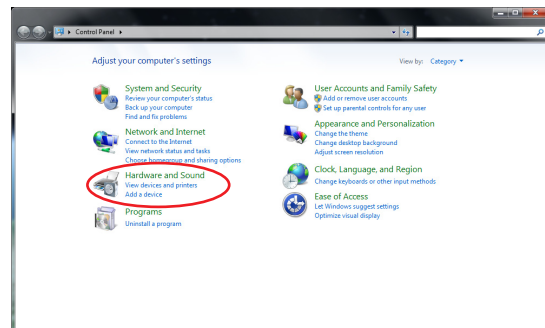 Control Panel
Adjust your computer's settings
View by: Category
System and Security
Review your computer's status
Back up your computer
Find and fix problems
Network and Internet
Connect to the Internet
View network status and tasks
Choose homegroup and sharing options
Hardware and Sound
View devices and printers
Add a device
Programs
Uninstall a program
User Accounts and Family Safety
Add or remove user accounts
Set up parental controls for any user
Appearance and Personalization
Change the theme
Change desktop background
Adjust screen resolution
Clock, Language, and Region
Change keyboards or other input methods
Ease of Access
Let Windows suggest settings
Optimize visual display